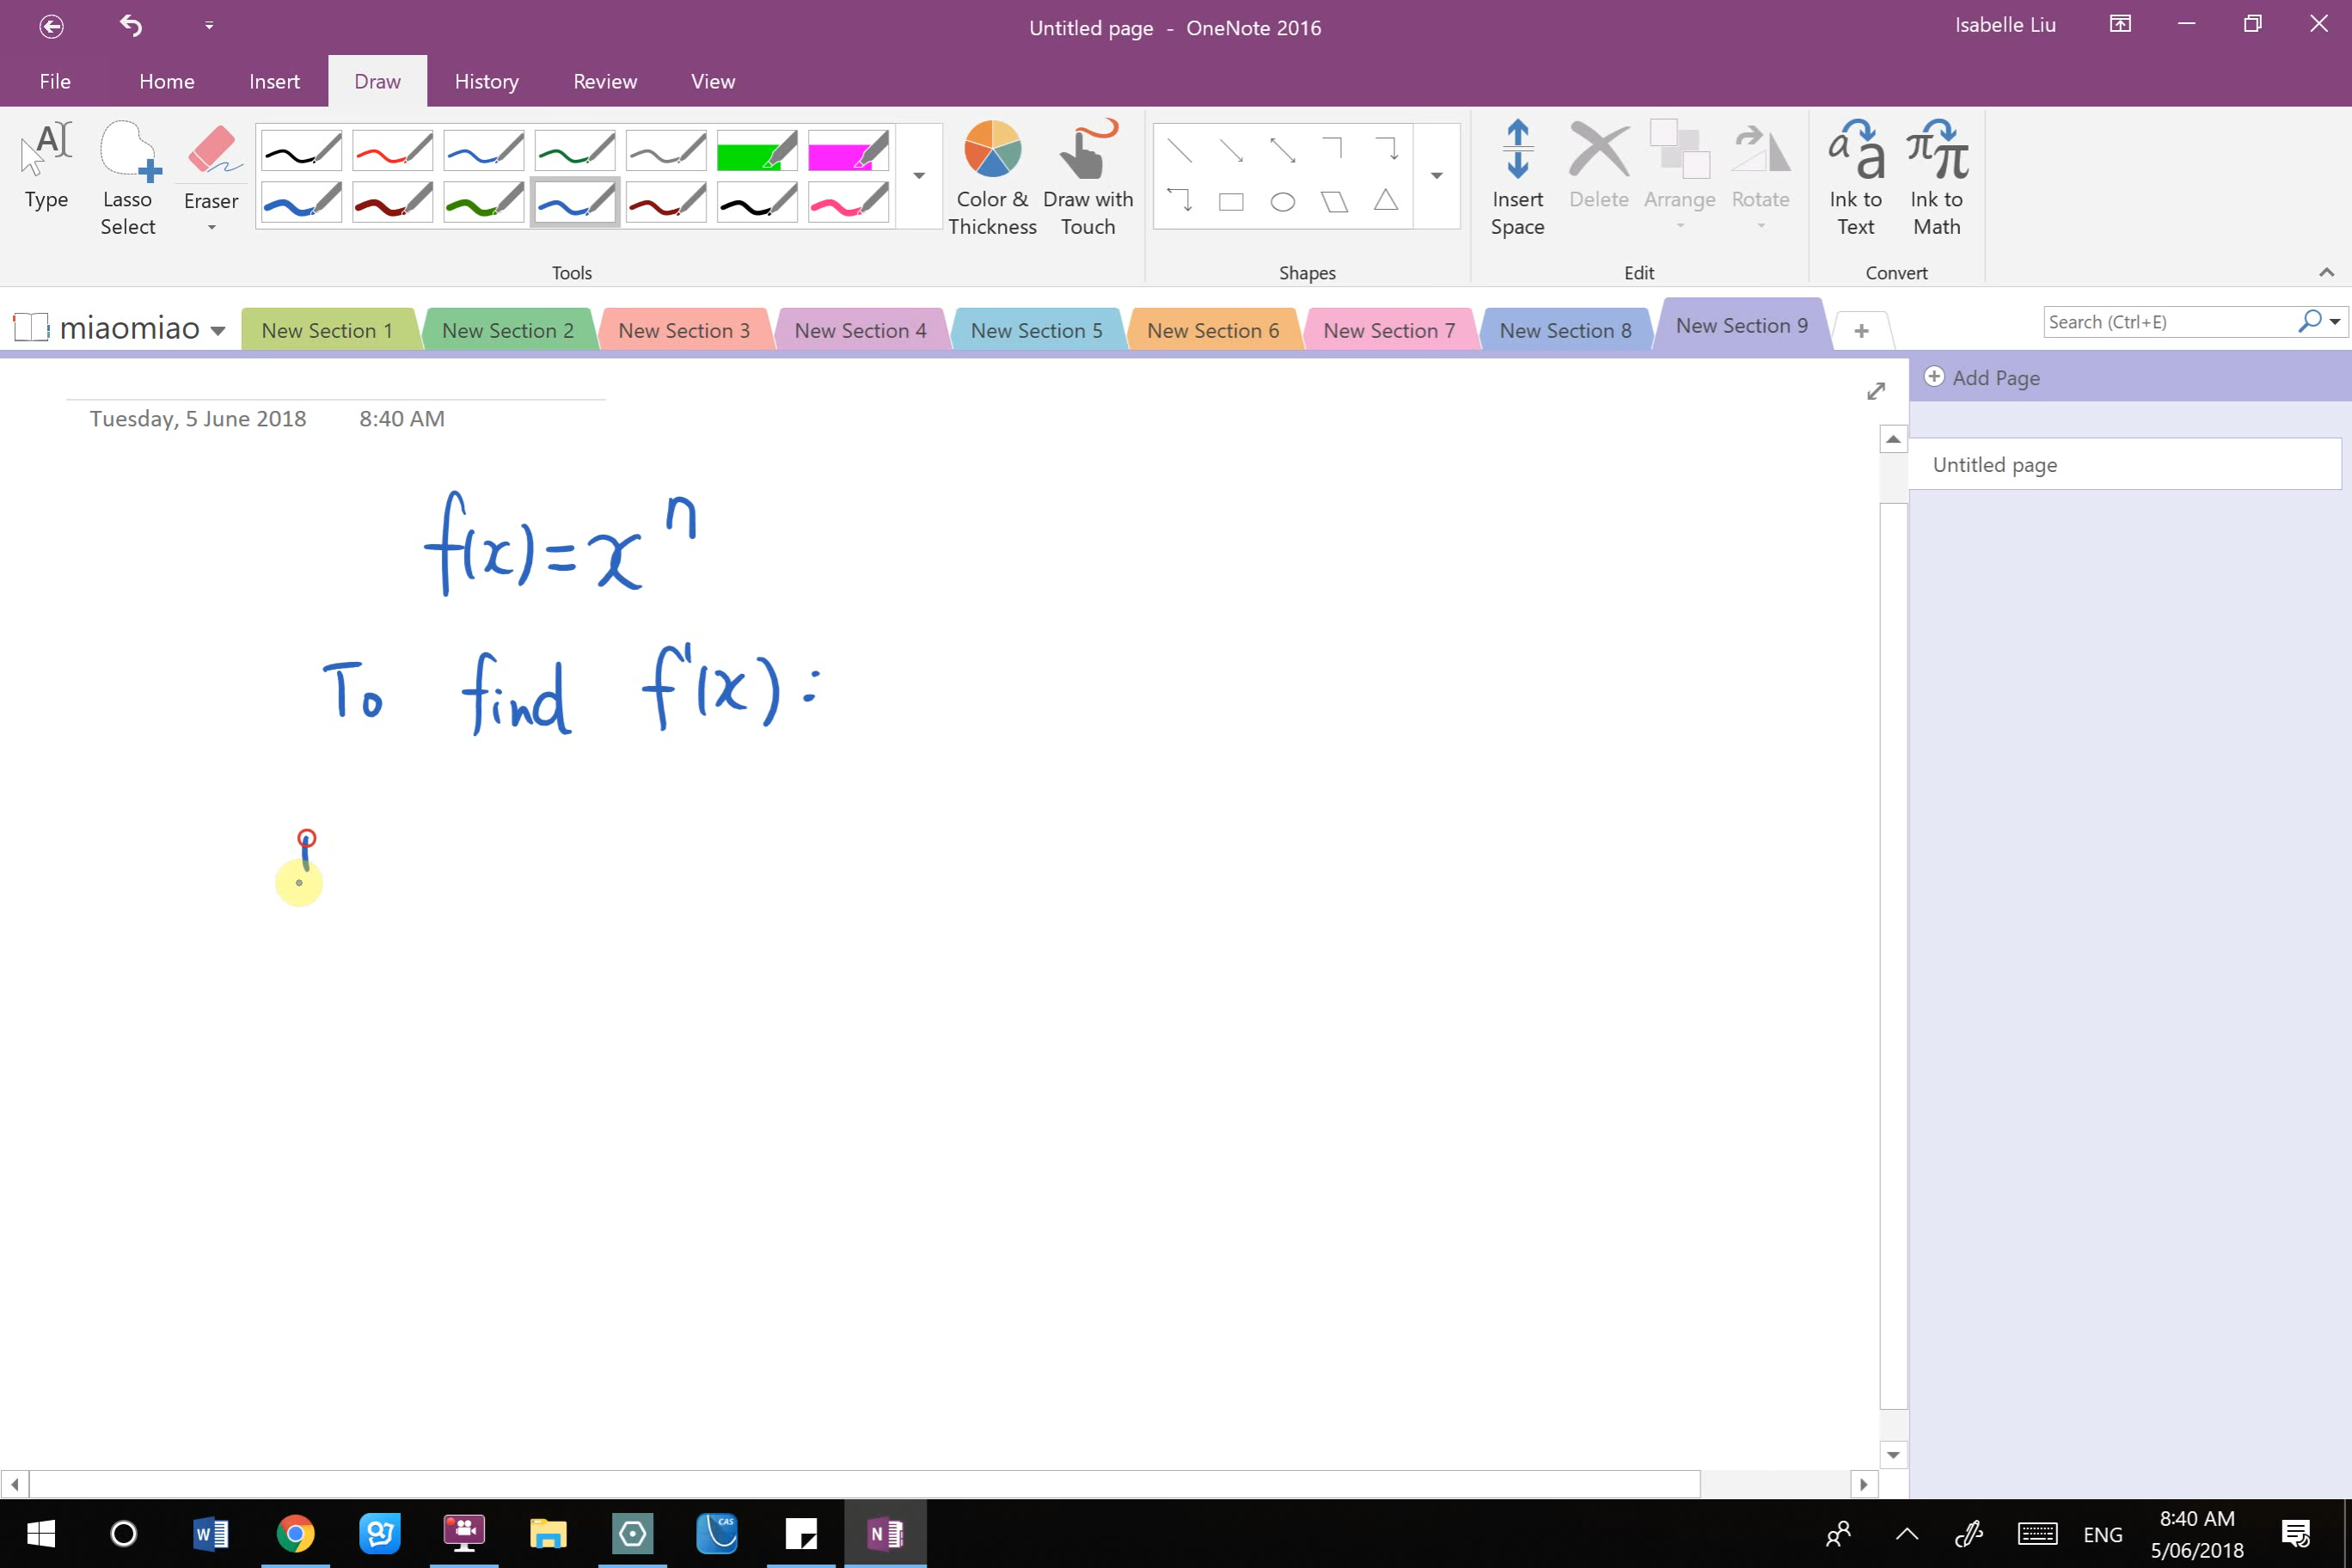 Untitled page - OneNote 2016
Isabelle Liu
File Home Insert Draw History Review View
Type
Lasso Select
Eraser
Color & Thickness
Draw with Touch
Insert Space
Delete
Arrange
Rotate
Ink to Text
Ink to Math
Tools
Shapes
Edit
Convert
miaomiao
New Section 1 New Section 2 New Section 3 New Section 4 New Section 5 New Section 6 New Section 7 New Section 8 New Section 9
Search (Ctrl+E)
Add Page
Tuesday, 5 June 2018 8:40 AM
Untitled page
f(x)=xⁿ
To find f'(x):
CAS
ENG
8:40 AM
5/06/2018